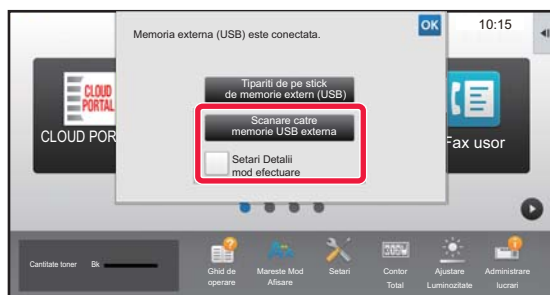 Memoria externa (USB) este conectata.
OK
10:15
Tipariti de pe stick
de memorie extern (USB)
Scanare catre
memorie USB externa
Setari Detalii
mod efectuare
CLOUD
PORTAL
CLOUD POR
Fax usor
Cantitate toner
Bk
Ghid de
operare
Mareste Mod
Afisare
Setari
Contor
Total
Ajustare
Luminozitate
Administrare
lucrari